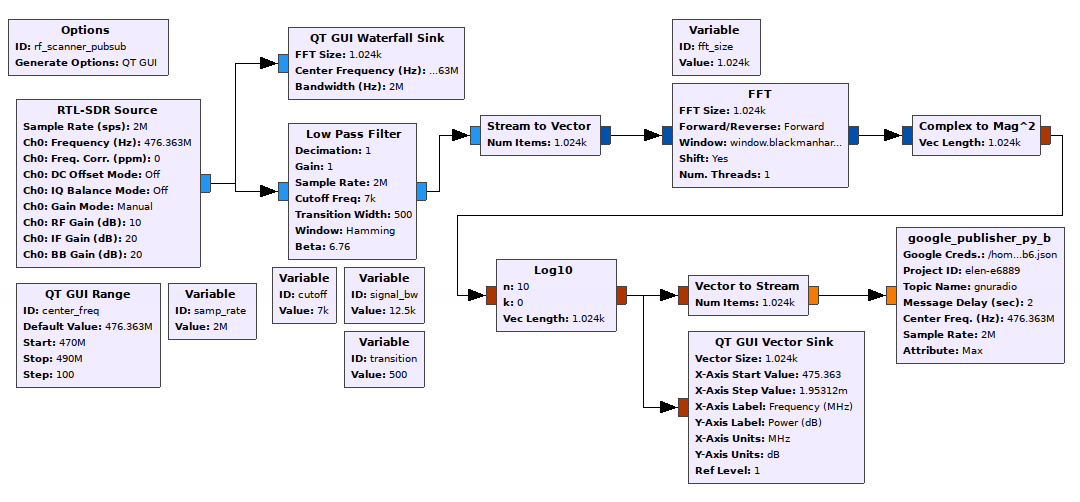 Options
ID: rf_scanner_pubsub
Generate Options: QT GUI
RTL-SDR Source
Sample Rate (sps): 2M
Ch0: Frequency (Hz): 476.363M
Ch0: Freq. Corr. (ppm): 0
Ch0: DC Offset Mode: Off
Ch0: IQ Balance Mode: Off
Ch0: Gain Mode: Manual
Ch0: RF Gain (dB): 10
Ch0: IF Gain (dB): 20
Ch0: BB Gain (dB): 20
QT GUI Range
ID: center_freq
Default Value: 476.363M
Start: 470M
Stop: 490M
Step: 100
Variable
ID: samp_rate
Value: 2M
QT GUI Waterfall Sink
FFT Size: 1.024k
Center Frequency (Hz): ...63M
Bandwidth (Hz): 2M
Low Pass Filter
Decimation: 1
Gain: 1
Sample Rate: 2M
Cutoff Freq: 7k
Transition Width: 500
Window: Hamming
Beta: 6.76
Variable
ID: cutoff
Value: 7k
Variable
ID: signal_bw
Value: 12.5k
Variable
ID: transition
Value: 500
Stream to Vector
Num Items: 1.024k
Variable
ID: fft_size
Value: 1.024k
FFT
FFT Size: 1.024k
Forward/Reverse: Forward
Window: window.blackmanhar...
Shift: Yes
Num. Threads: 1
Complex to Mag^2
Vec Length: 1.024k
Log10
n: 10
k: 0
Vec Length: 1.024k
Vector to Stream
Num Items: 1.024k
QT GUI Vector Sink
Vector Size: 1.024k
X-Axis Start Value: 475.363
X-Axis Step Value: 1.95312m
X-Axis Label: Frequency (MHz)
Y-Axis Label: Power (dB)
X-Axis Units: MHz
Y-Axis Units: dB
Ref Level: 1
google_publisher_py_b
Google Creds.: /hom...b6.json
Project ID: elen-e6889
Topic Name: gnuradio
Message Delay (sec): 2
Center Freq. (Hz): 476.363M
Sample Rate: 2M
Attribute: Max